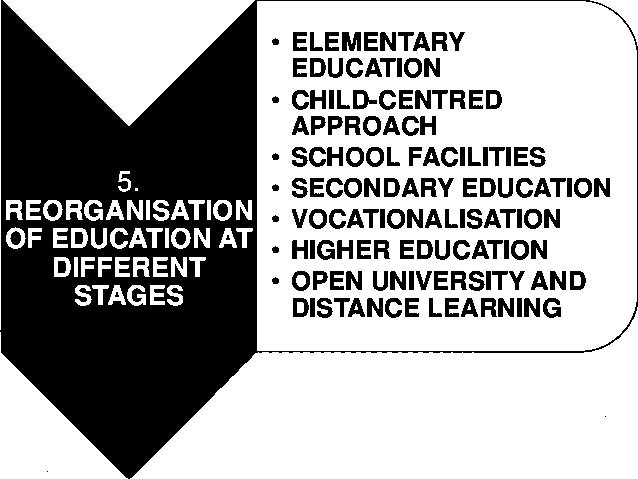 5.
REORGANISATION
OF EDUCATION AT
DIFFERENT
STAGES
• ELEMENTARY
EDUCATION
• CHILD-CENTRED
APPROACH
• SCHOOL FACILITIES
• SECONDARY EDUCATION
• VOCATIONALISATION
• HIGHER EDUCATION
• OPEN UNIVERSITY AND
DISTANCE LEARNING